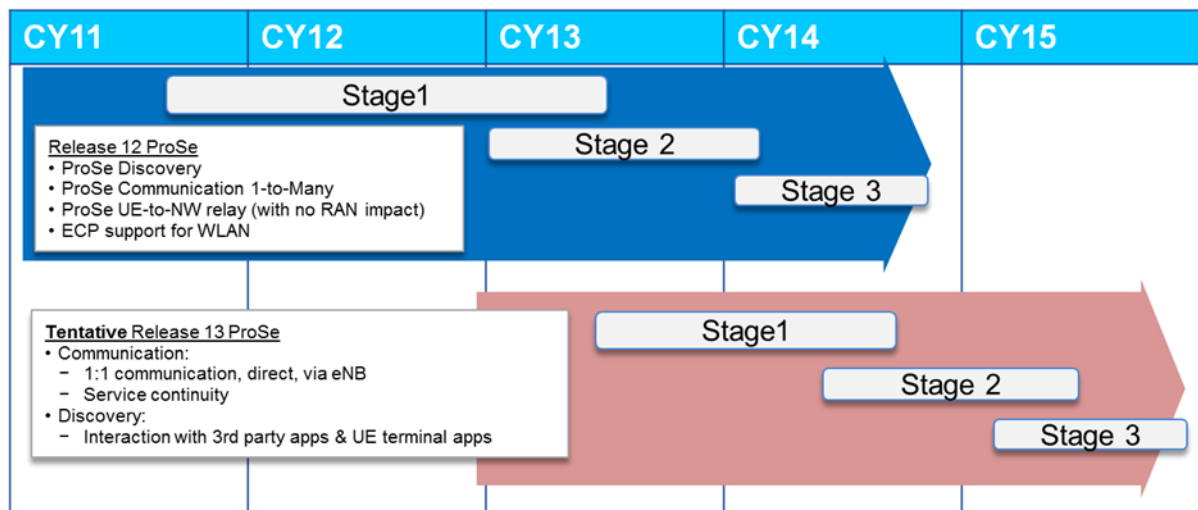 CY11 CY12 CY13 CY14 CY15
Stage1
Stage 2
Stage 3
Release 12 ProSe
• ProSe Discovery
• ProSe Communication 1-to-Many
• ProSe UE-to-NW relay (with no RAN impact)
• ECP support for WLAN
Stage1
Stage 2
Stage 3
Tentative Release 13 ProSe
• Communication:
− 1:1 communication, direct, via eNB
− Service continuity
• Discovery:
− Interaction with 3rd party apps & UE terminal apps